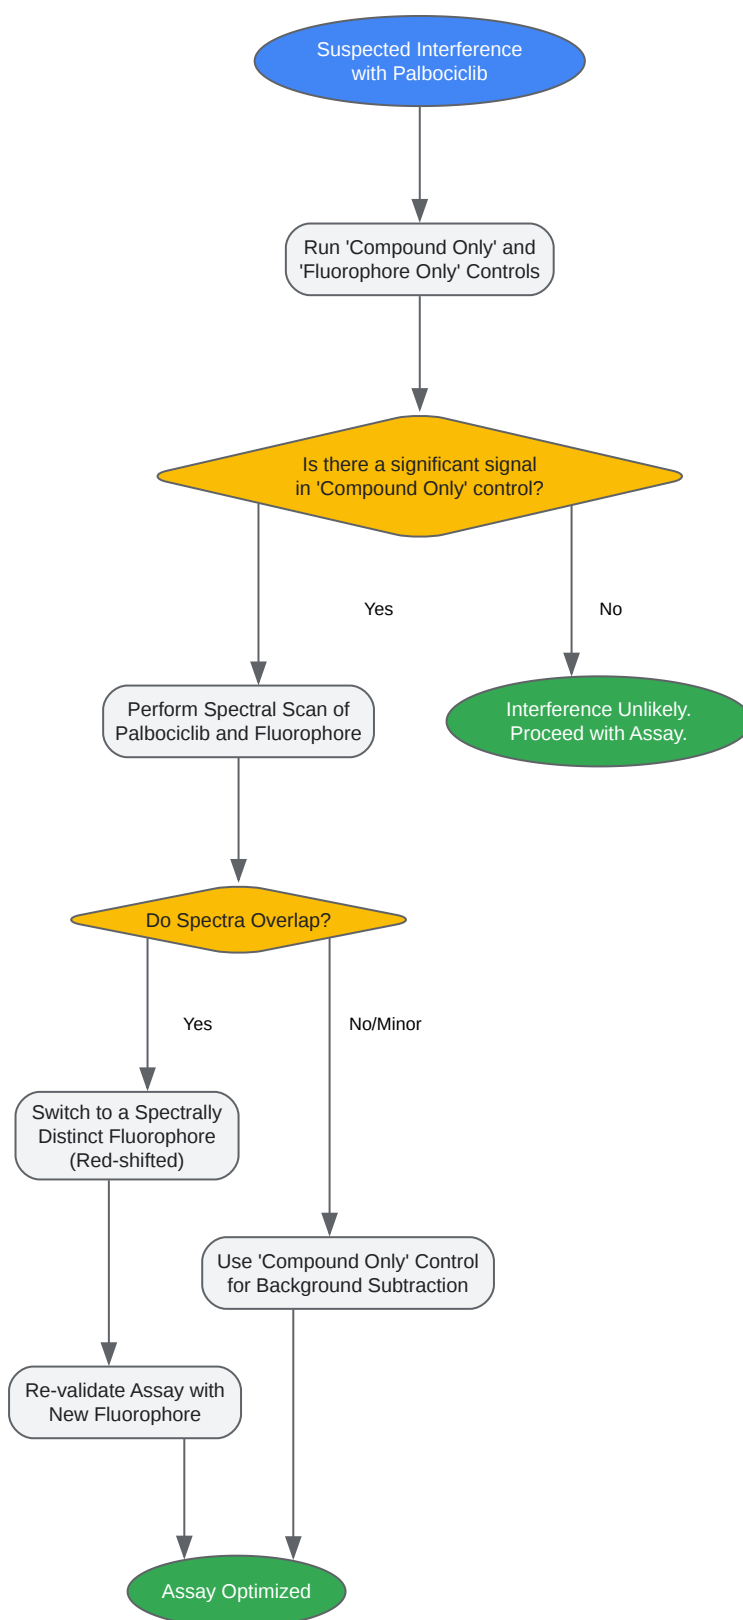 Suspected Interference
with Palbociclib
Run 'Compound Only' and
'Fluorophore Only' Controls
Is there a significant signal
in 'Compound Only' control?
Yes
No
Perform Spectral Scan of
Palbociclib and Fluorophore
Interference Unlikely.
Proceed with Assay.
Do Spectra Overlap?
Yes
No/Minor
Switch to a Spectrally
Distinct Fluorophore
(Red-shifted)
Use 'Compound Only' Control
for Background Subtraction
Re-validate Assay with
New Fluorophore
Assay Optimized